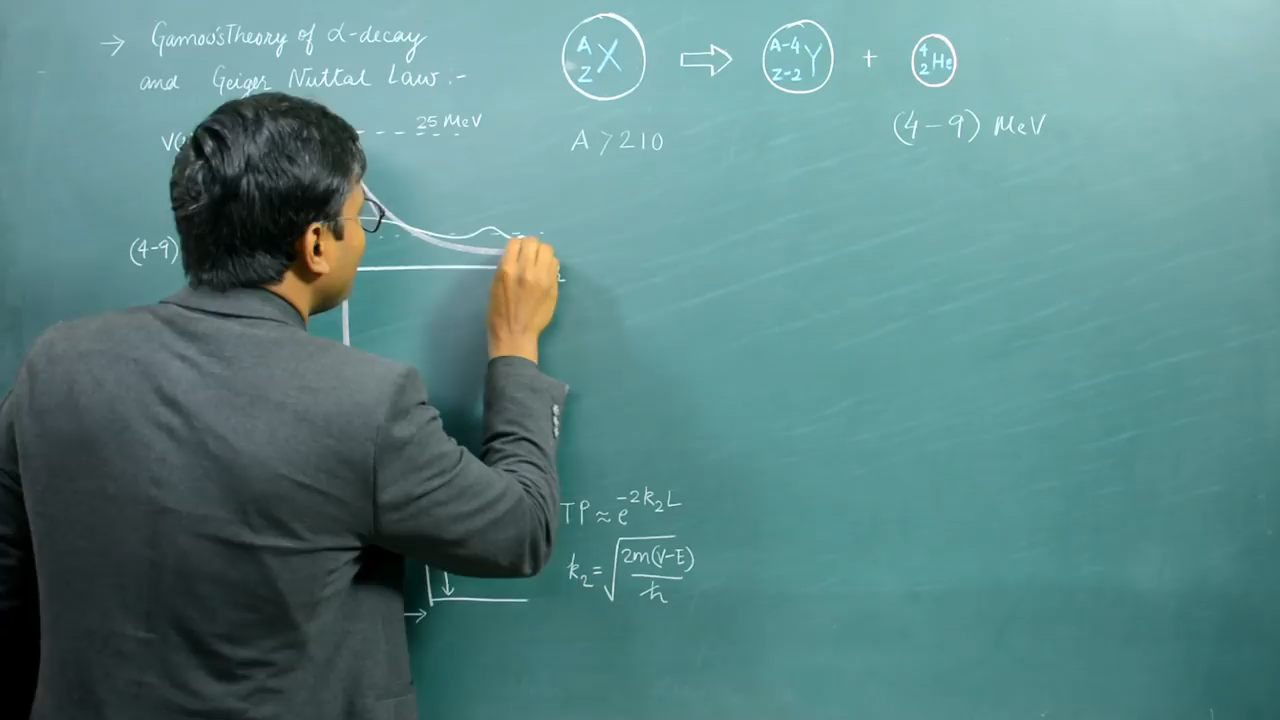 → Gamow's Theory of α-decay
and Geiger Nuttal Law :-
A Z X ⇒ A-4 Z-2 Y + 4 2 He
A > 210
(4-9) MeV
25 MeV
V(
(4-9)
TP ≈ e^{-2k₂L}
k₂ = √(2m(V-E)/ħ)